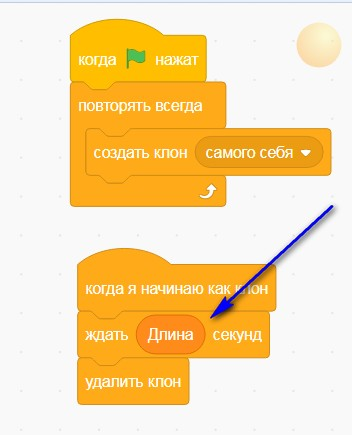 когда нажат
повторять всегда
создать клон самого себя
когда я начинаю как клон
ждать Длина секунд
удалить клон